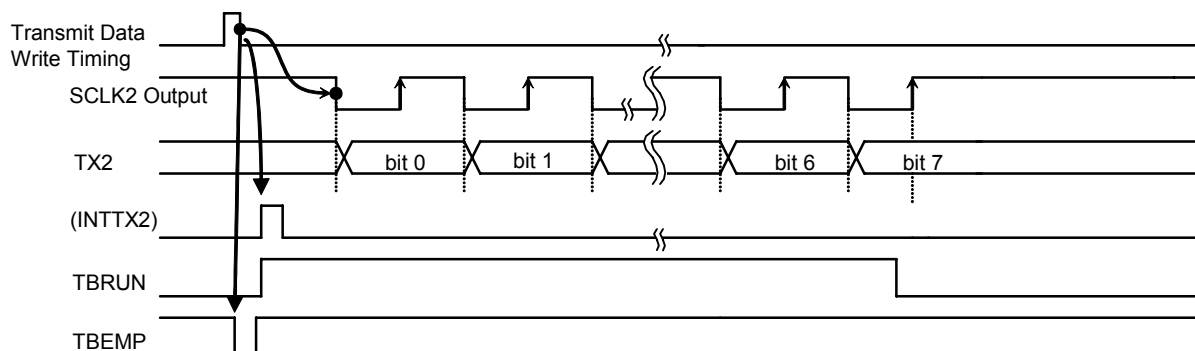 Transmit Data
Write Timing
SCLK2 Output
TX2
bit 0 bit 1 bit 6 bit 7
(INTTX2)
TBRUN
TBEMP